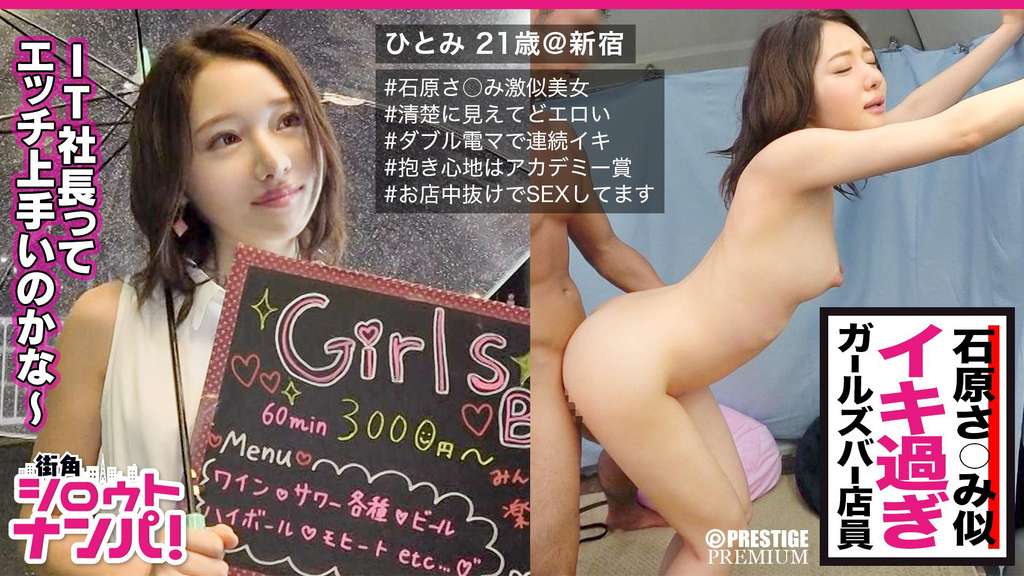 IT社長って
エッチ上手いのかな～
街角
シロウト
ナンパ!
Girls
B
60min 3000円～
Menu
みん
楽
ワイン♥サワー各種♥ビール
ハイボール♥モヒート etc...
ひとみ 21歳@新宿
#石原さ○み激似美女
#清楚に見えてどエロい
#ダブル電マで連続イキ
#抱き心地はアカデミー賞
#お店中抜けでSEXしてます
石原さ○み似
イキ過ぎ
ガールズバー店員
PRESTIGE
PREMIUM